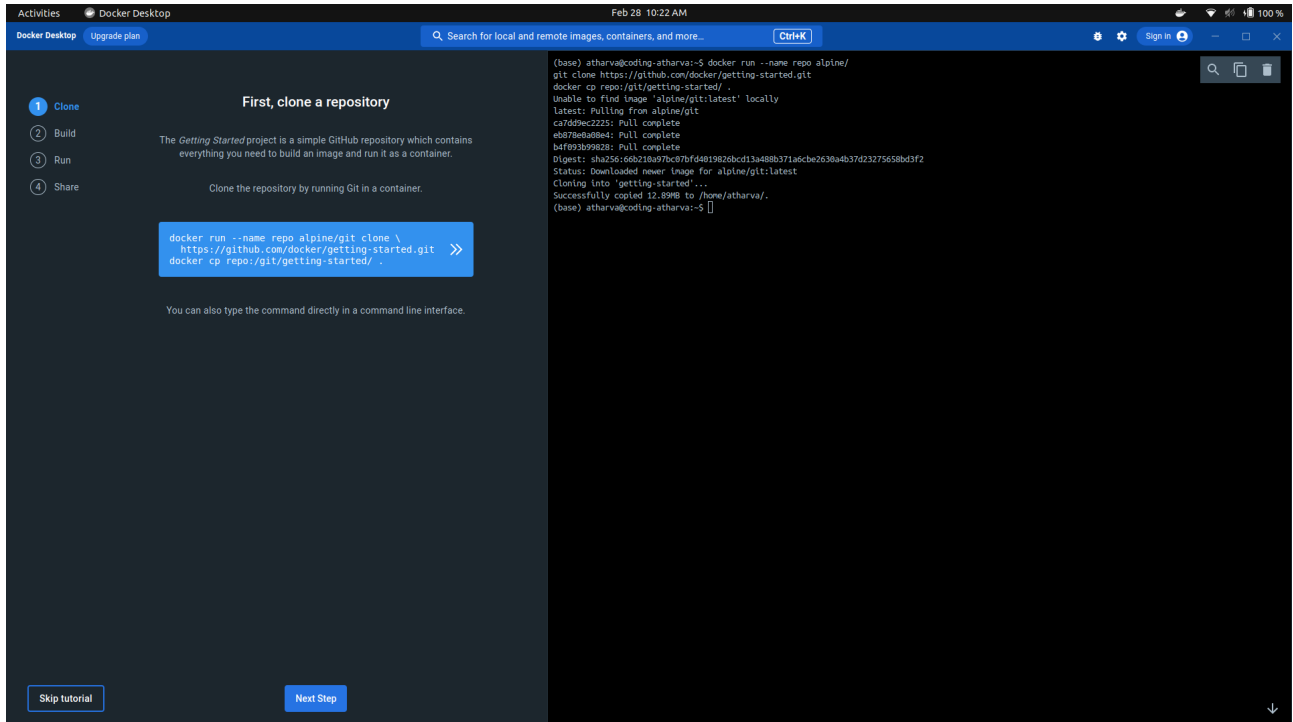 Activities Docker Desktop Feb 28 10:22 AM 100 %
Docker Desktop Upgrade plan Search for local and remote images, containers, and more... Ctrl+K Sign in
1 Clone
2 Build
3 Run
4 Share
First, clone a repository
The Getting Started project is a simple GitHub repository which contains
everything you need to build an image and run it as a container.
Clone the repository by running Git in a container.
docker run --name repo alpine/git clone \
https://github.com/docker/getting-started.git
docker cp repo:/git/getting-started/ .
You can also type the command directly in a command line interface.
Skip tutorial Next Step
(base) atharva@coding-atharva:~$ docker run --name repo alpine/
git clone https://github.com/docker/getting-started.git
docker cp repo:/git/getting-started/ .
Unable to find image 'alpine/git:latest' locally
latest: Pulling from alpine/git
ca7dd9ec2225: Pull complete
eb878e0a08e4: Pull complete
b4f093b99828: Pull complete
Digest: sha256:66b210a97bc07bfd4019826bcd13a488b371a6cbe2630a4b37d23275658bd3f2
Status: Downloaded newer image for alpine/git:latest
Cloning into 'getting-started'...
Successfully copied 12.89MB to /home/atharva/.
(base) atharva@coding-atharva:~$